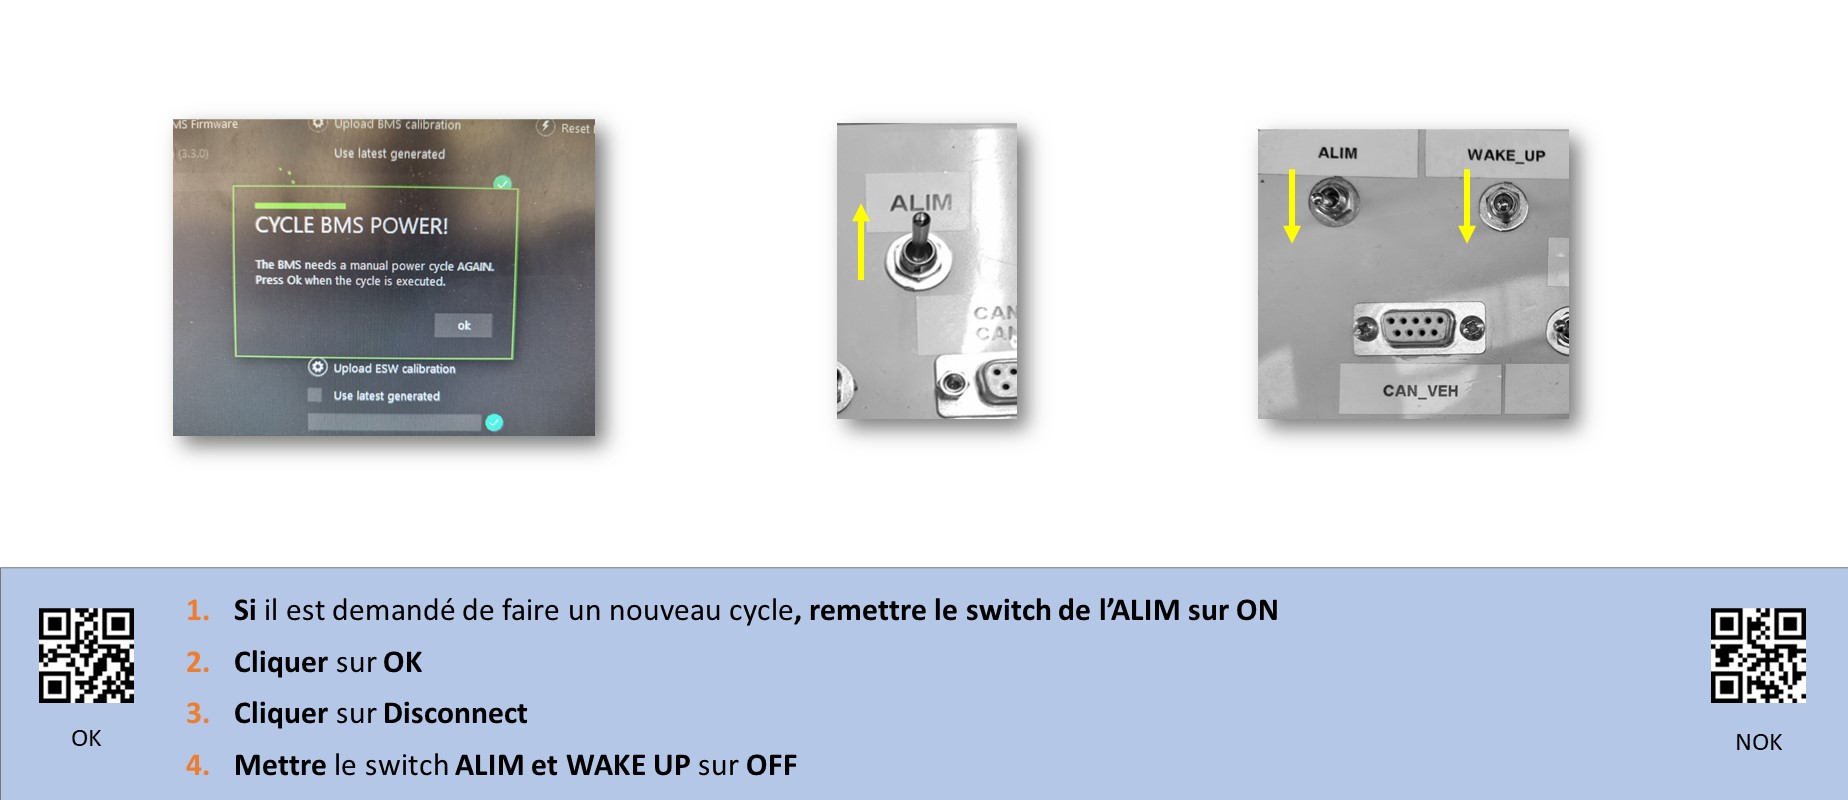 MS Firmware
Upload BMS calibration
Reset
(3.3.0)
Use latest generated
CYCLE BMS POWER!
The BMS needs a manual power cycle AGAIN.
Press Ok when the cycle is executed.
ok
Upload ESW calibration
Use latest generated
ALIM
CAN
CAN
ALIM
WAKE_UP
CAN_VEH
1. Si il est demandé de faire un nouveau cycle, remettre le switch de l’ALIM sur ON
2. Cliquer sur OK
3. Cliquer sur Disconnect
4. Mettre le switch ALIM et WAKE UP sur OFF
OK
NOK